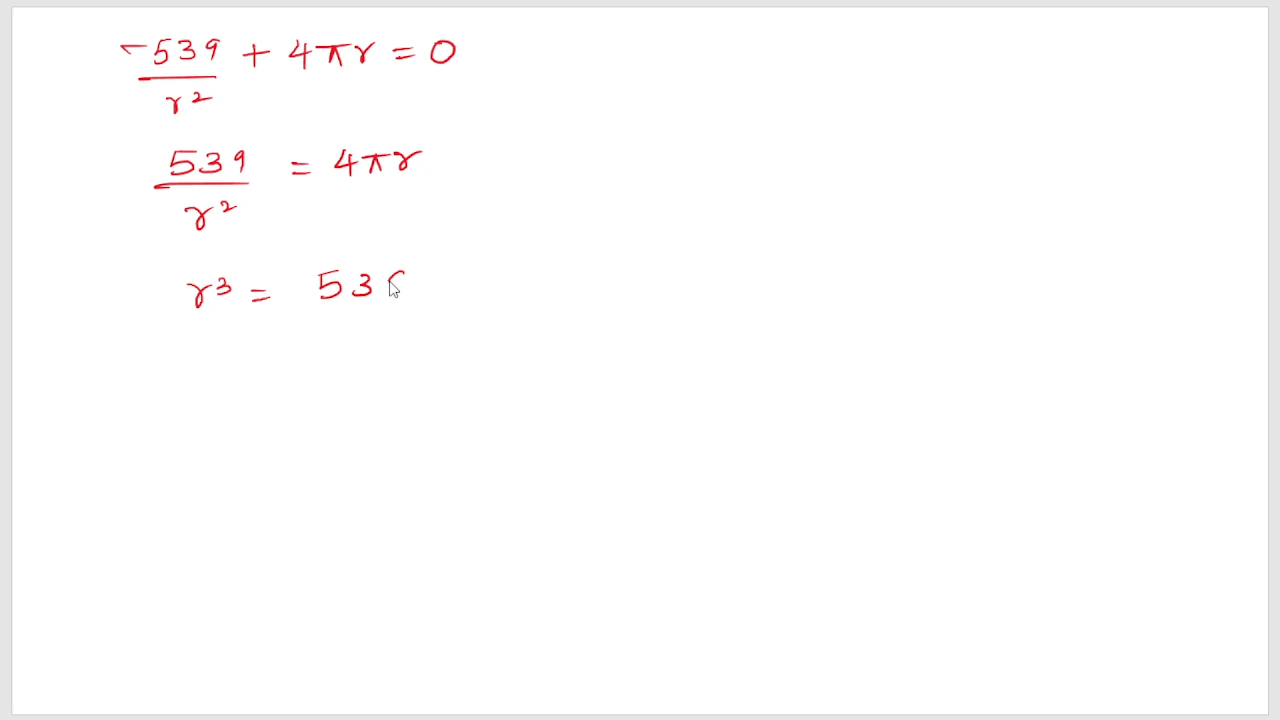 -539/r² + 4πr = 0
539/r² = 4πr
r³ = 53